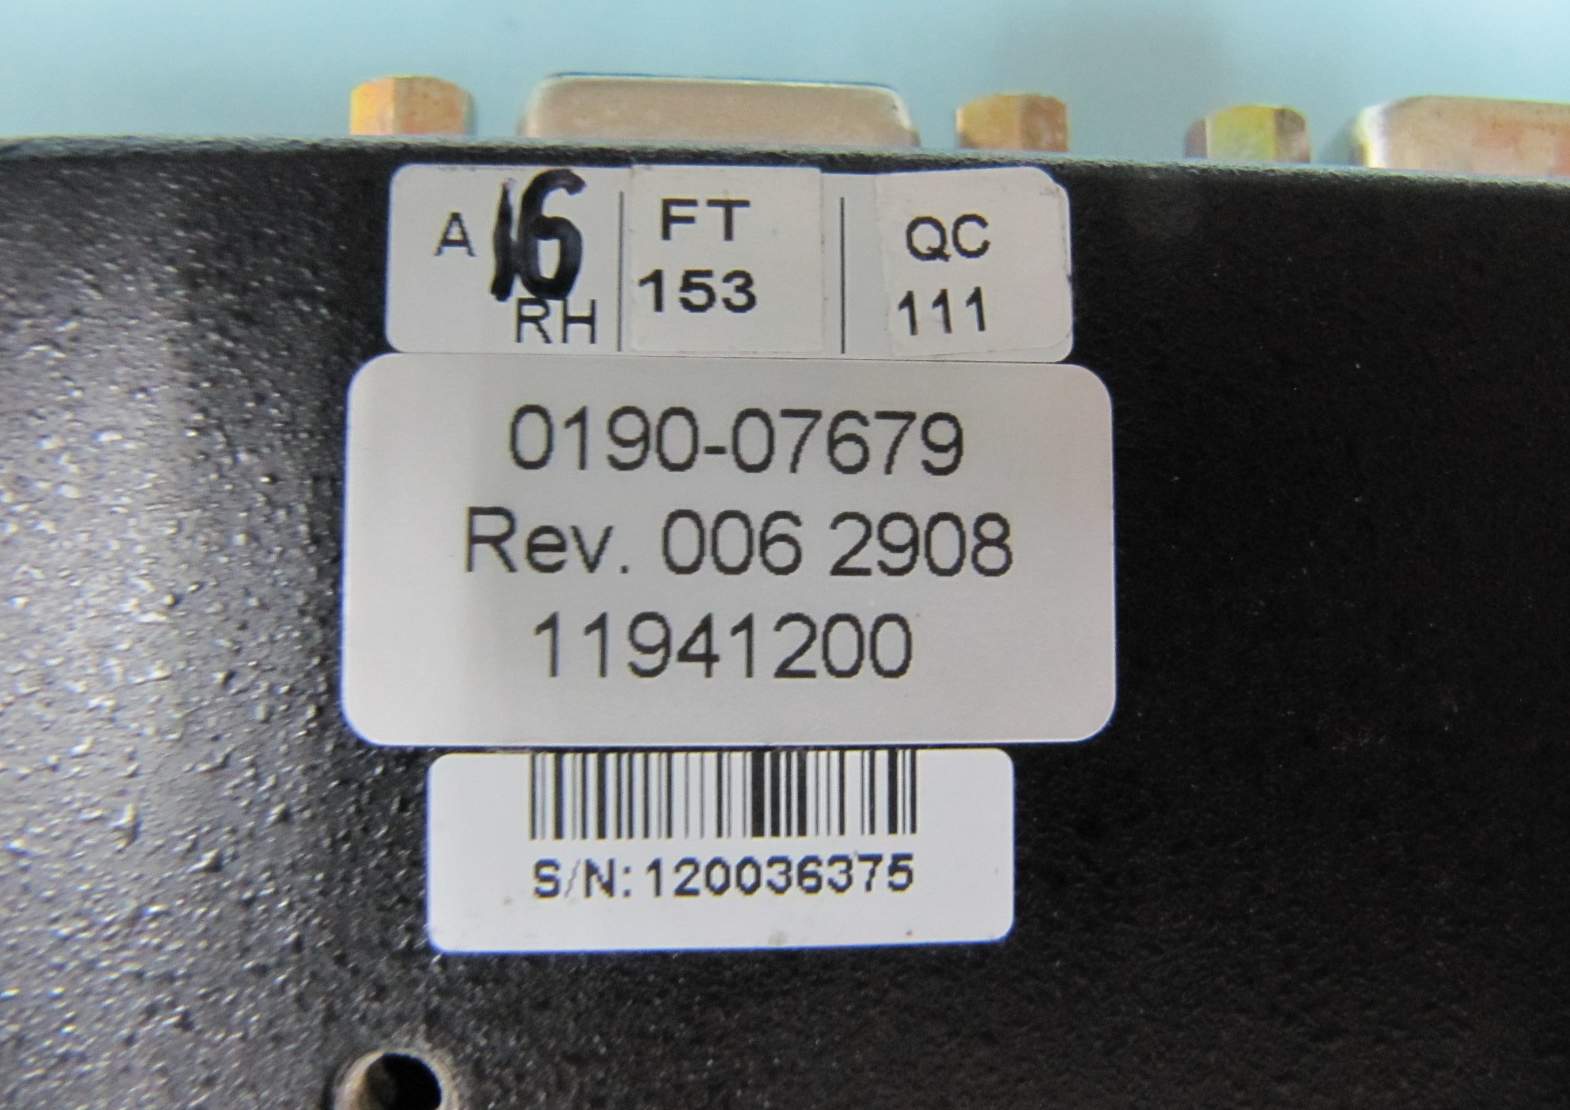 A 16 RH
FT
153
QC
111
0190-07679
Rev. 006 2908
11941200
S/N:120036375